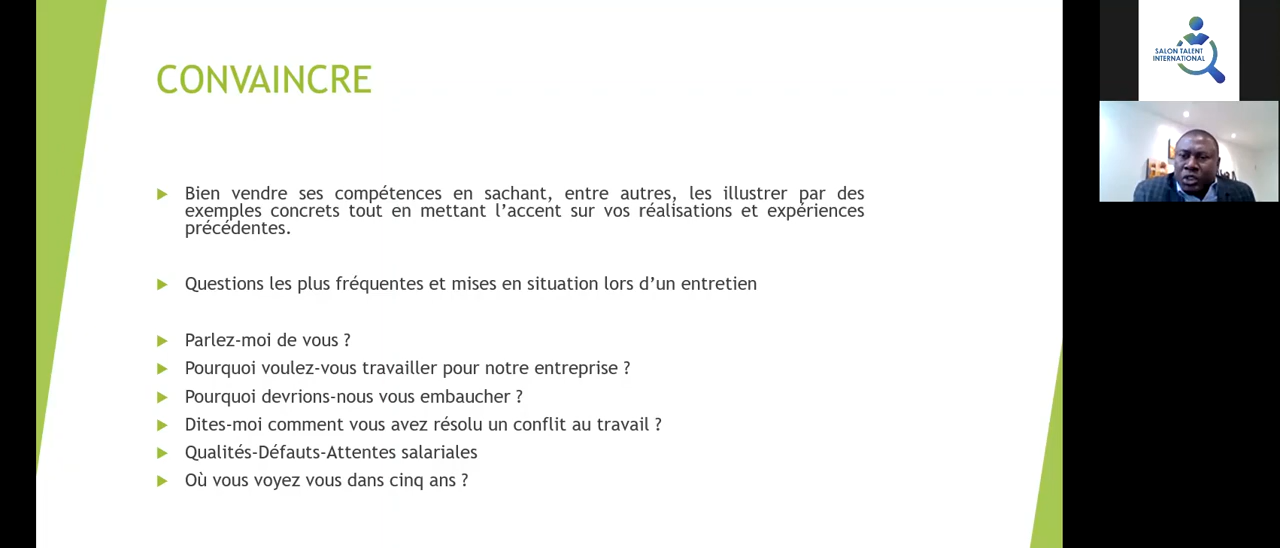 CONVAINCRE
Bien vendre ses compétences en sachant, entre autres, les illustrer par des
exemples concrets tout en mettant l’accent sur vos réalisations et expériences
précédentes.
Questions les plus fréquentes et mises en situation lors d’un entretien
Parlez-moi de vous ?
Pourquoi voulez-vous travailler pour notre entreprise ?
Pourquoi devrions-nous vous embaucher ?
Dites-moi comment vous avez résolu un conflit au travail ?
Qualités-Défauts-Attentes salariales
Où vous voyez vous dans cinq ans ?
SALON TALENT
INTERNATIONAL